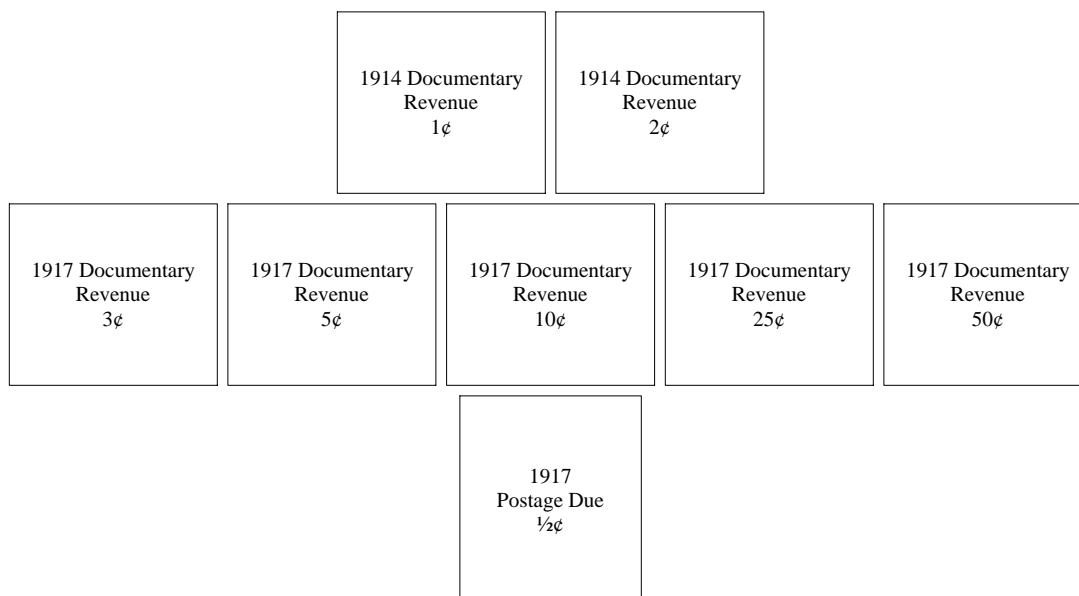 1914 Documentary
Revenue
1¢
1914 Documentary
Revenue
2¢
1917 Documentary
Revenue
3¢
1917 Documentary
Revenue
5¢
1917 Documentary
Revenue
10¢
1917 Documentary
Revenue
25¢
1917 Documentary
Revenue
50¢
1917
Postage Due
½¢